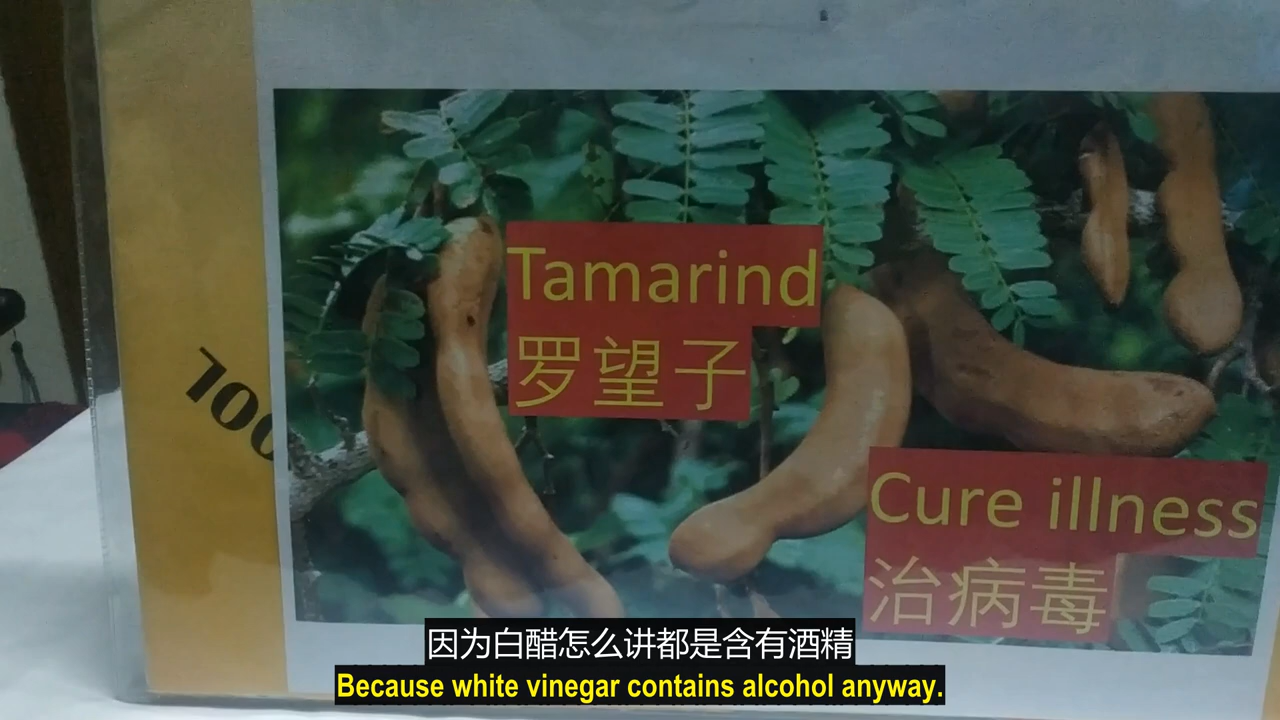 Tamarind
罗望子
Cure illness
治病毒
100
因为白醋怎么讲都是含有酒精
Because white vinegar contains alcohol anyway.